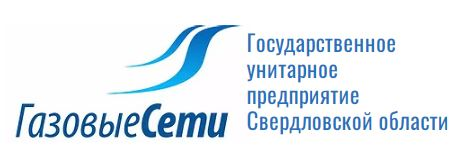 ГазовыеСети
Государственное
унитарное
предприятие
Свердловской области